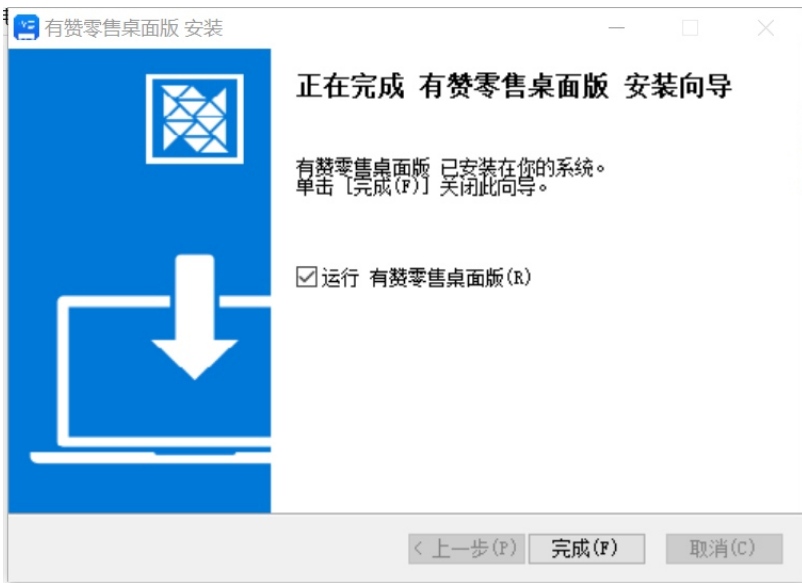 有赞零售桌面版 安装
正在完成 有赞零售桌面版 安装向导
有赞零售桌面版 已安装在你的系统。
单击 [完成(F)] 关闭此向导。
运行 有赞零售桌面版(R)
< 上一步(P)
完成(F)
取消(C)